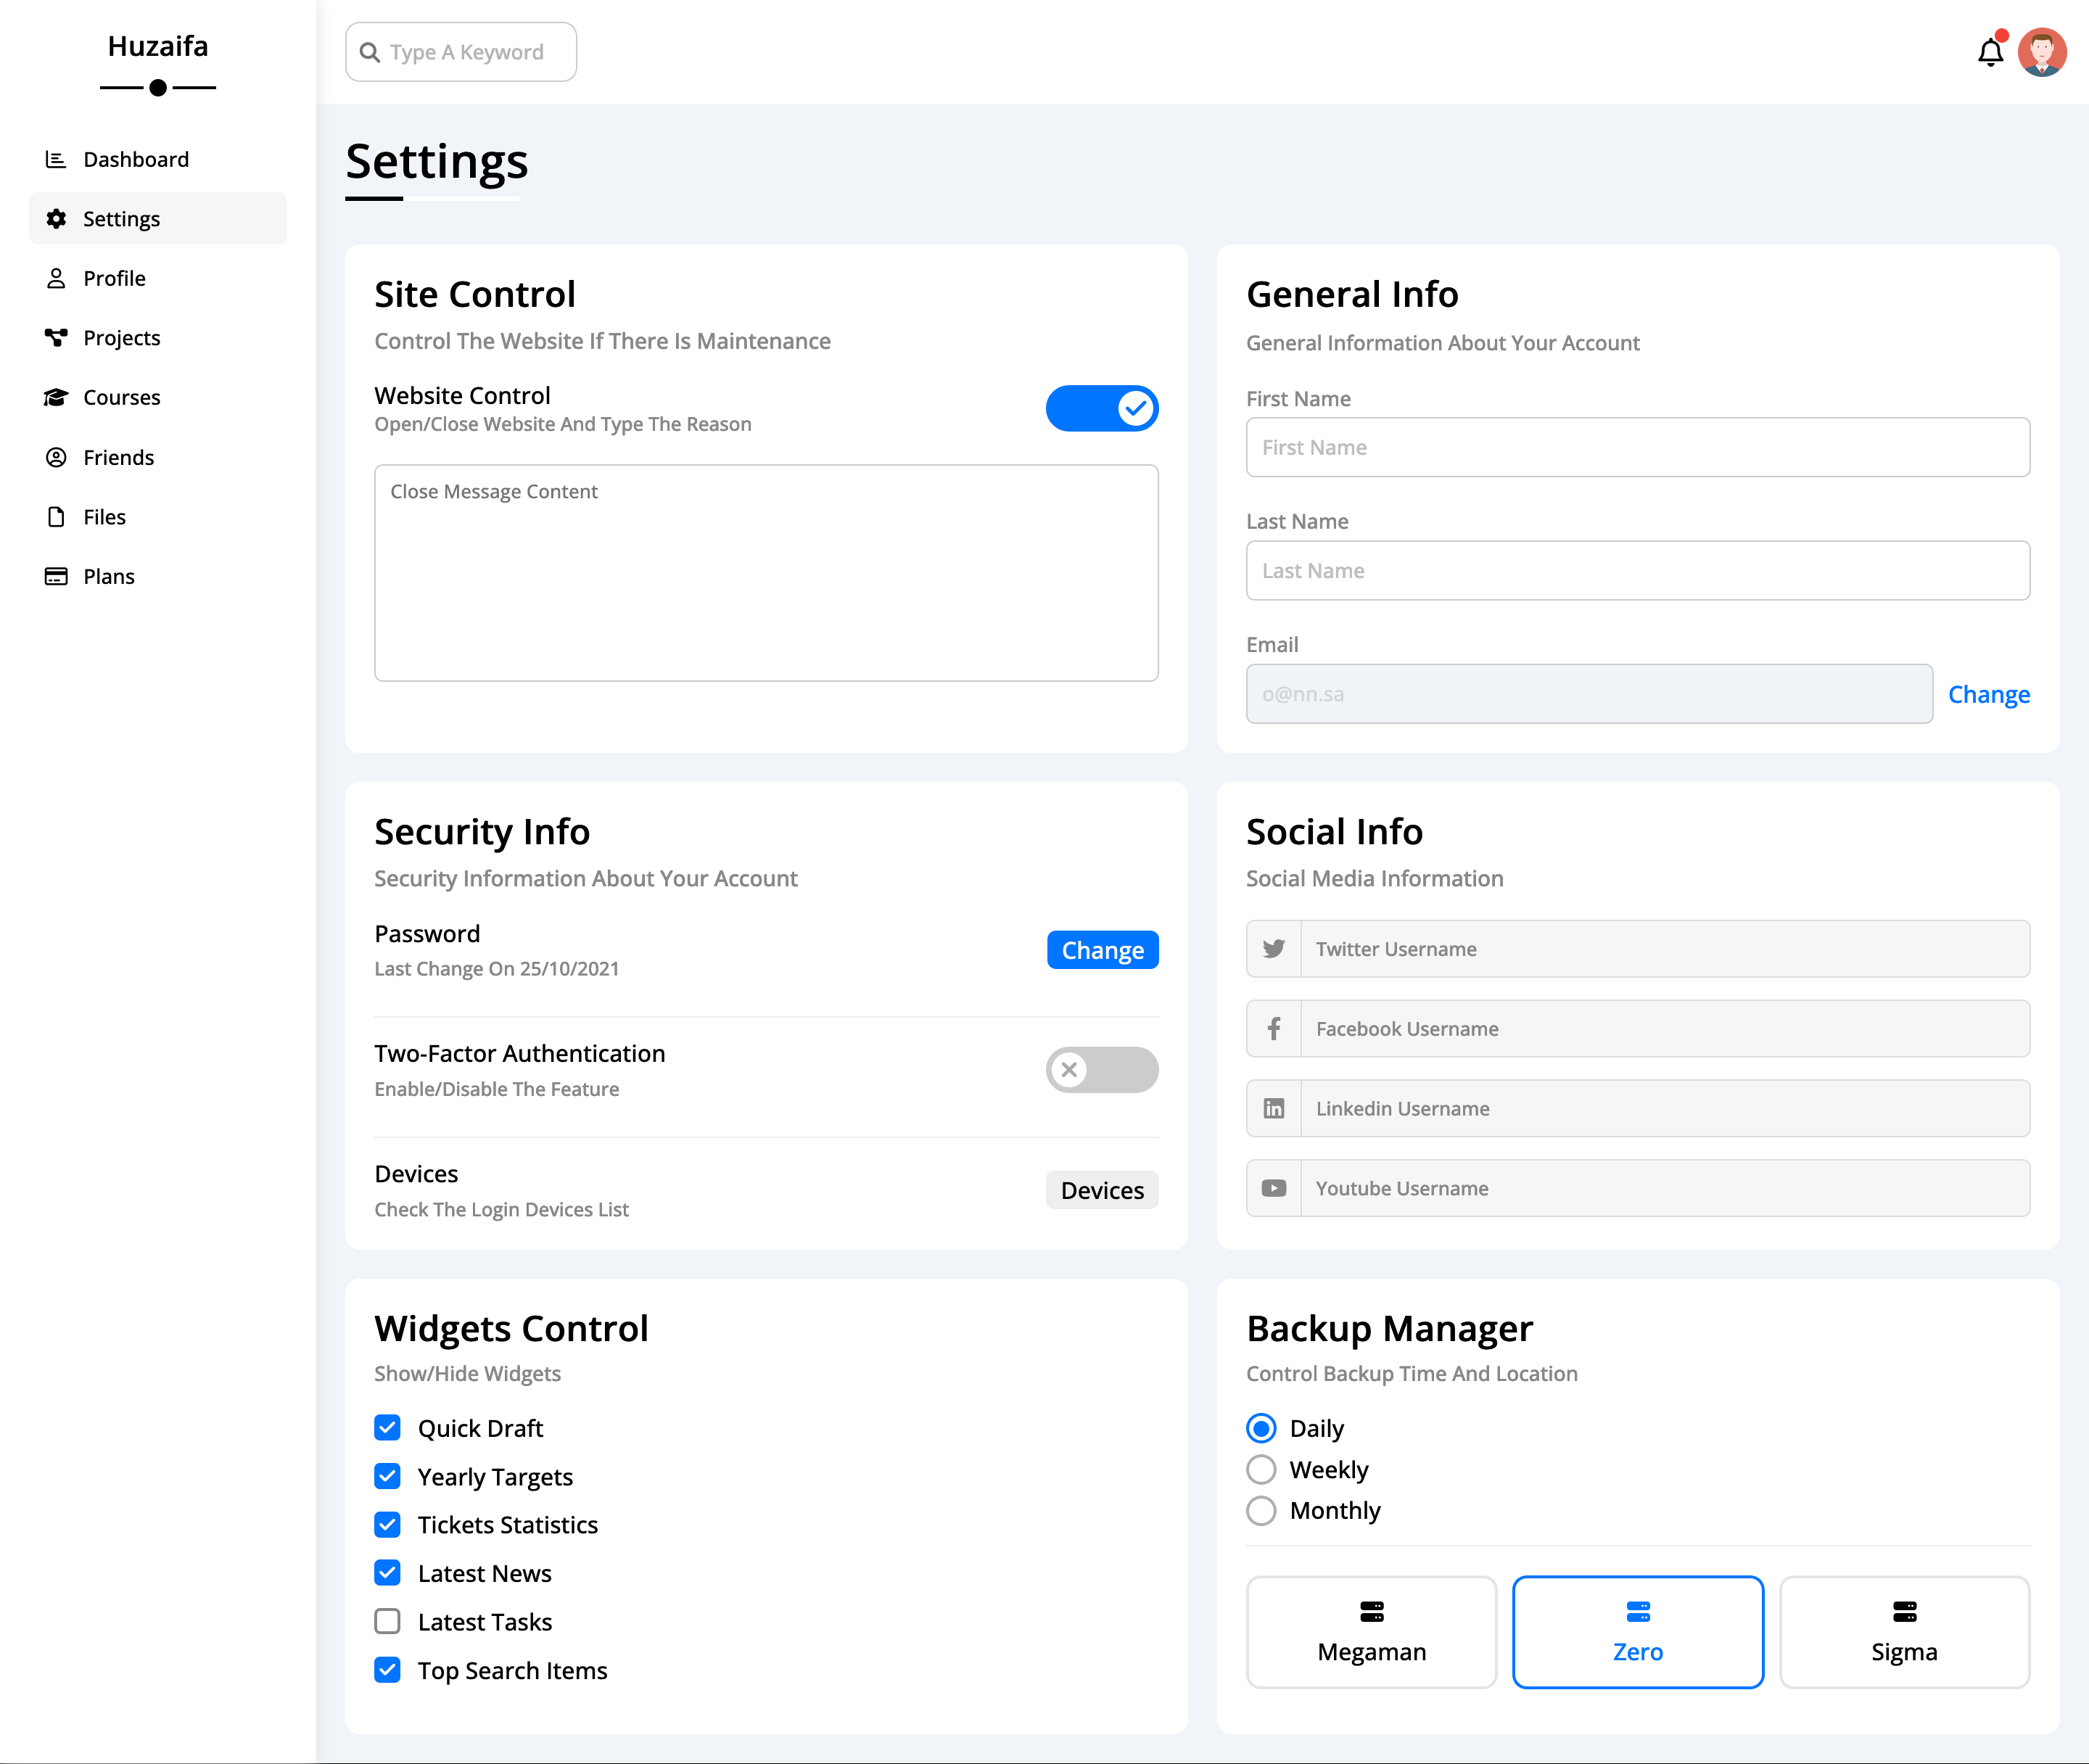 Huzaifa
Dashboard
Settings
Profile
Projects
Courses
Friends
Files
Plans
Type A Keyword
Settings
Site Control
Control The Website If There Is Maintenance
Website Control
Open/Close Website And Type The Reason
Close Message Content
General Info
General Information About Your Account
First Name
First Name
Last Name
Last Name
Email
o@nn.sa
Change
Security Info
Security Information About Your Account
Password
Last Change On 25/10/2021
Change
Two-Factor Authentication
Enable/Disable The Feature
Devices
Check The Login Devices List
Devices
Social Info
Social Media Information
Twitter Username
Facebook Username
Linkedin Username
Youtube Username
Widgets Control
Show/Hide Widgets
Quick Draft
Yearly Targets
Tickets Statistics
Latest News
Latest Tasks
Top Search Items
Backup Manager
Control Backup Time And Location
Daily
Weekly
Monthly
Megaman
Zero
Sigma